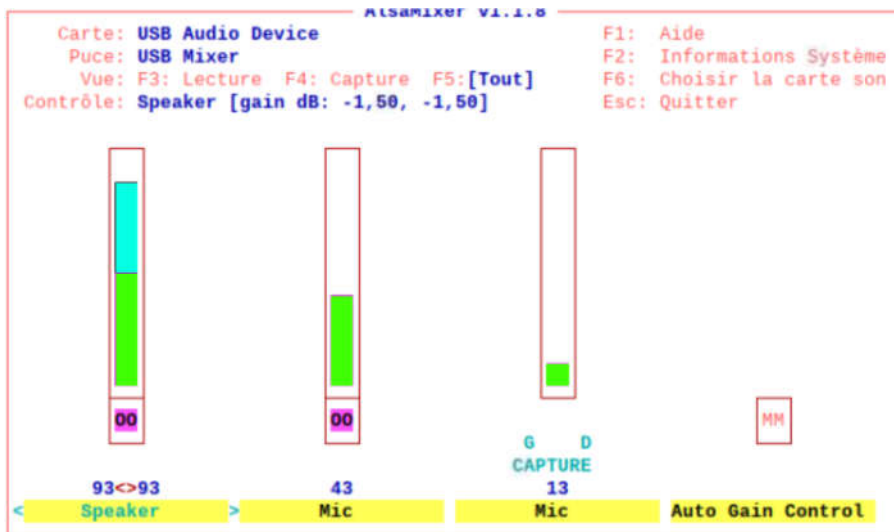 AlsaMixer v1.1.8
Carte: USB Audio Device F1: Aide
Puce: USB Mixer F2: Informations Système
Vue: F3: Lecture F4: Capture F5:[Tout] F6: Choisir la carte son
Contrôle: Speaker [gain dB: -1,50, -1,50] Esc: Quitter
OO OO MM
G D
CAPTURE
93<>93 43 13
< Speaker > Mic Mic Auto Gain Control